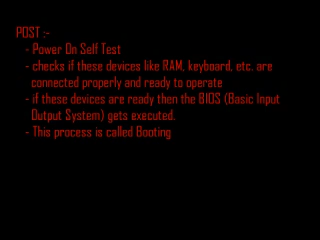 POST :-
- Power On Self Test
- checks if these devices like RAM, keyboard, etc. are
connected properly and ready to operate
- if these devices are ready then the BIOS (Basic Input
Output System) gets executed.
- This process is called Booting